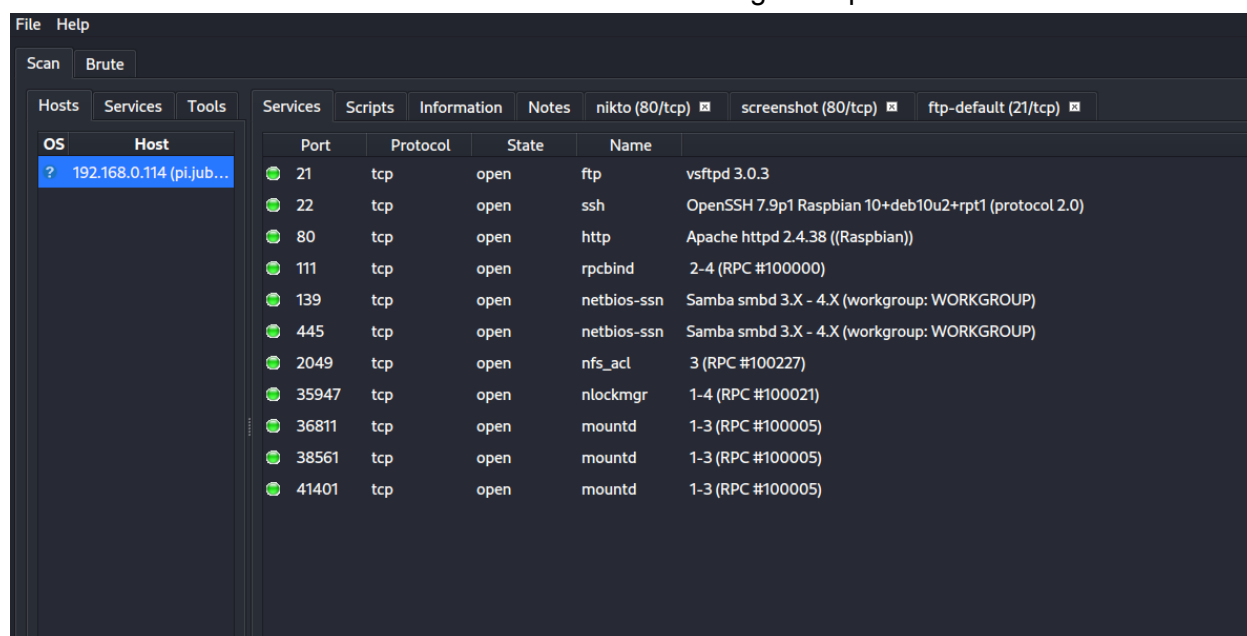 File Help
Scan Brute
Hosts Services Tools Services Scripts Information Notes nikto (80/tcp) screenshot (80/tcp) ftp-default (21/tcp)
OS Host Port Protocol State Name
? 192.168.0.114 (pi.jub... 21 tcp open ftp vsftpd 3.0.3
22 tcp open ssh OpenSSH 7.9p1 Raspbian 10+deb10u2+rpt1 (protocol 2.0)
80 tcp open http Apache httpd 2.4.38 ((Raspbian))
111 tcp open rpcbind 2-4 (RPC #100000)
139 tcp open netbios-ssn Samba smbd 3.X - 4.X (workgroup: WORKGROUP)
445 tcp open netbios-ssn Samba smbd 3.X - 4.X (workgroup: WORKGROUP)
2049 tcp open nfs_acl 3 (RPC #100227)
35947 tcp open nlockmgr 1-4 (RPC #100021)
36811 tcp open mountd 1-3 (RPC #100005)
38561 tcp open mountd 1-3 (RPC #100005)
41401 tcp open mountd 1-3 (RPC #100005)